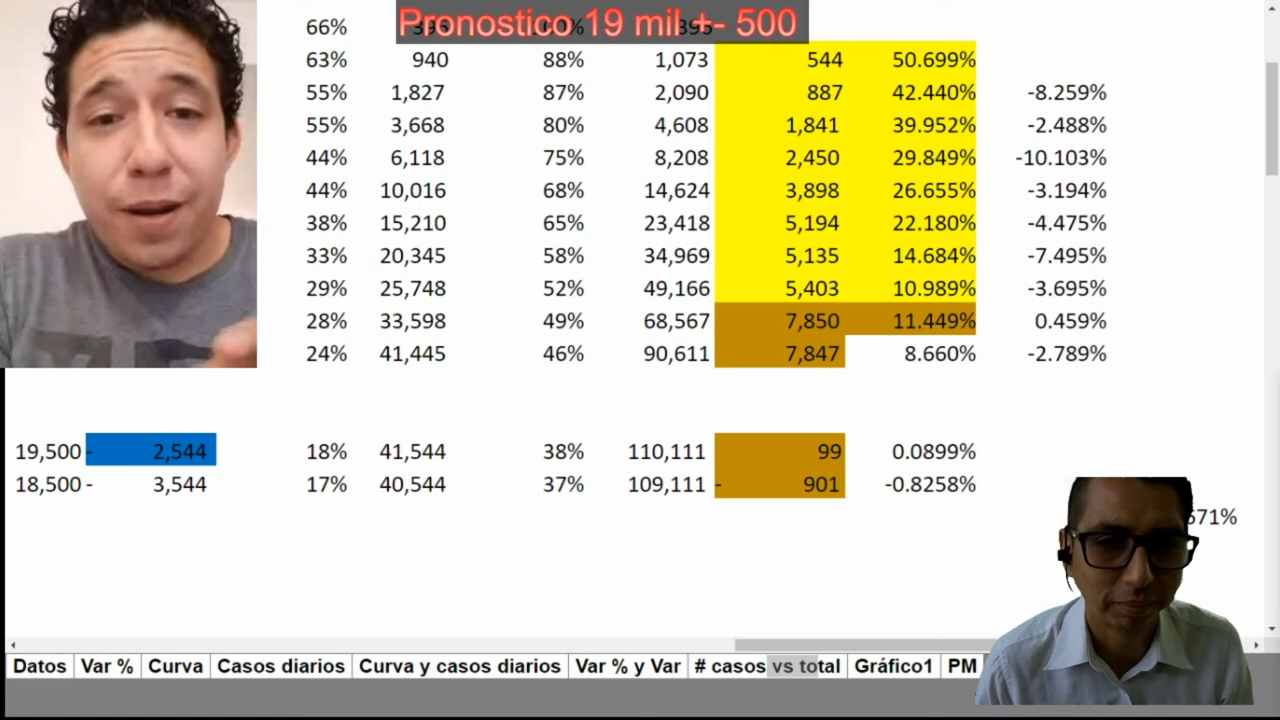 Pronostico 19 mil +- 500
66%
63% 940 88% 1,073 544 50.699%
55% 1,827 87% 2,090 887 42.440% -8.259%
55% 3,668 80% 4,608 1,841 39.952% -2.488%
44% 6,118 75% 8,208 2,450 29.849% -10.103%
44% 10,016 68% 14,624 3,898 26.655% -3.194%
38% 15,210 65% 23,418 5,194 22.180% -4.475%
33% 20,345 58% 34,969 5,135 14.684% -7.495%
29% 25,748 52% 49,166 5,403 10.989% -3.695%
28% 33,598 49% 68,567 7,850 11.449% 0.459%
24% 41,445 46% 90,611 7,847 8.660% -2.789%
19,500 - 2,544 18% 41,544 38% 110,111 99 0.0899%
18,500 - 3,544 17% 40,544 37% 109,111 - 901 -0.8258%
Datos Var % Curva Casos diarios Curva y casos diarios Var % y Var # casos vs total Gráfico1 PM